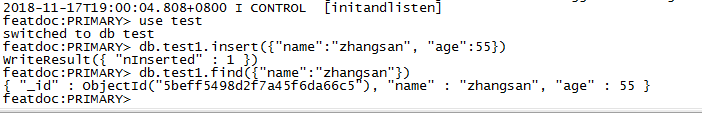 2018-11-17T19:00:04.808+0800 I CONTROL  [initandlisten]
featdoc:PRIMARY> use test
switched to db test
featdoc:PRIMARY> db.test1.insert({"name":"zhangsan", "age":55})
WriteResult({ "nInserted" : 1 })
featdoc:PRIMARY> db.test1.find({"name":"zhangsan"})
{ "_id" : ObjectId("5beff5498d2f7a45f6da66c5"), "name" : "zhangsan", "age" : 55 }
featdoc:PRIMARY>